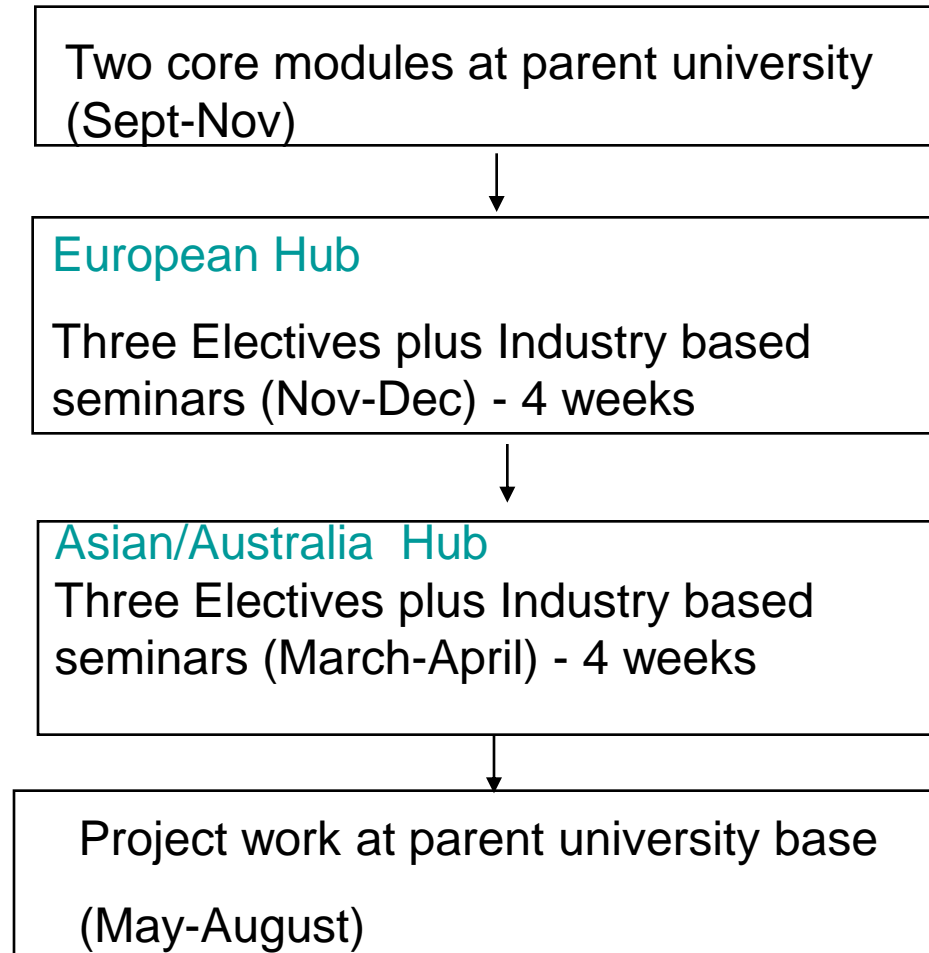 Two core modules at parent university
(Sept-Nov)
European Hub
Three Electives plus Industry based
seminars (Nov-Dec) - 4 weeks
Asian/Australia Hub
Three Electives plus Industry based
seminars (March-April) - 4 weeks
Project work at parent university base
(May-August)